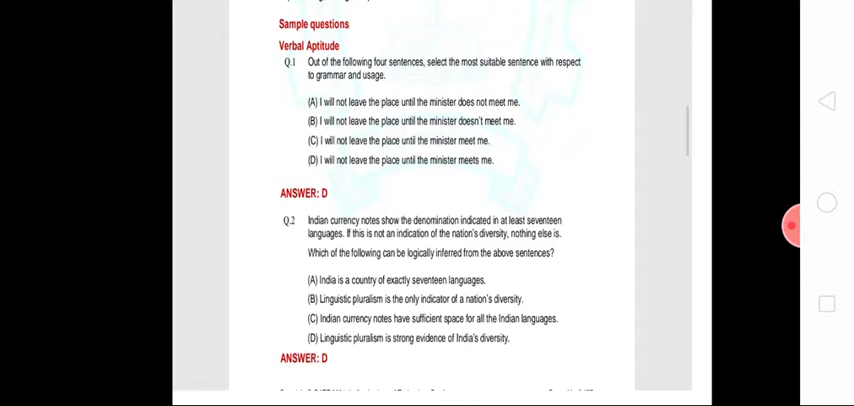 Sample questions
Verbal Aptitude
Q.1 Out of the following four sentences, select the most suitable sentence with respect
to grammar and usage.
(A) I will not leave the place until the minister does not meet me.
(B) I will not leave the place until the minister doesn't meet me.
(C) I will not leave the place until the minister meet me.
(D) I will not leave the place until the minister meets me.
ANSWER: D
Q.2 Indian currency notes show the denomination indicated in at least seventeen
languages. If this is not an indication of the nation's diversity, nothing else is.
Which of the following can be logically inferred from the above sentences?
(A) India is a country of exactly seventeen languages.
(B) Linguistic pluralism is the only indicator of a nation's diversity.
(C) Indian currency notes have sufficient space for all the Indian languages.
(D) Linguistic pluralism is strong evidence of India's diversity.
ANSWER: D